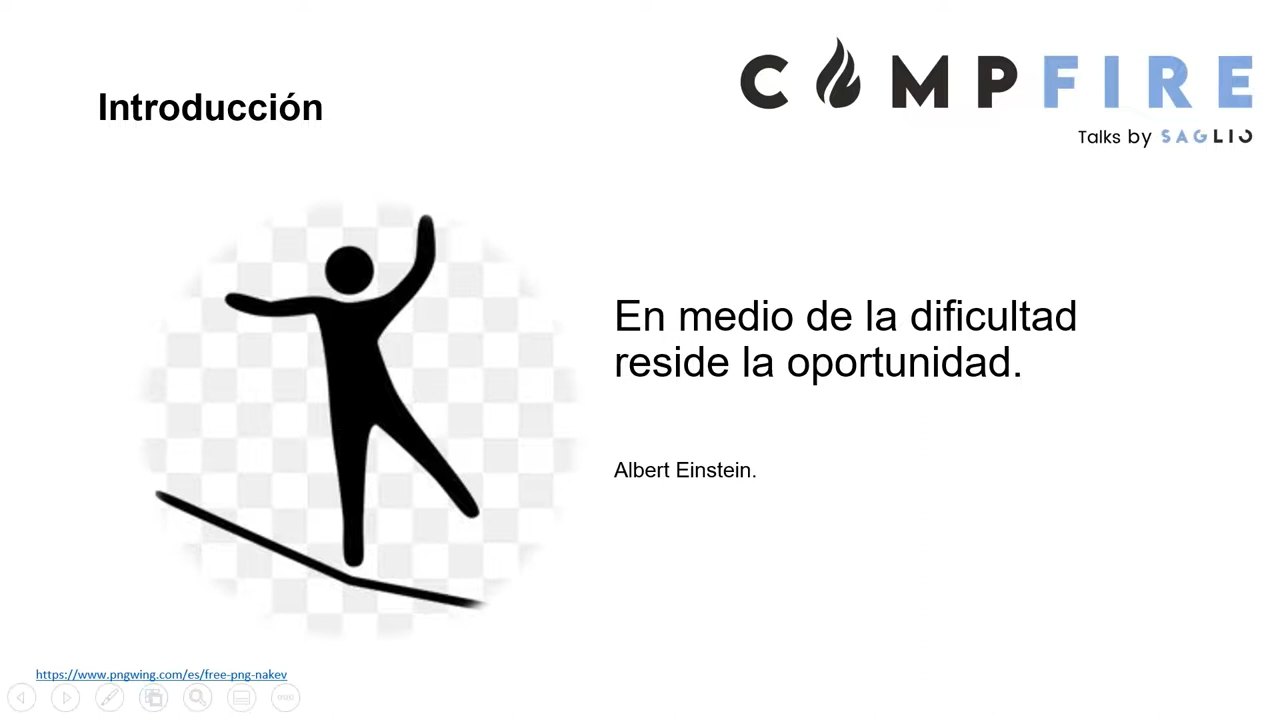 Introducción
CAMPFIRE
Talks by SAGLIO
En medio de la dificultad
reside la oportunidad.
Albert Einstein.
https://www.pngwing.com/es/free-png-nakev